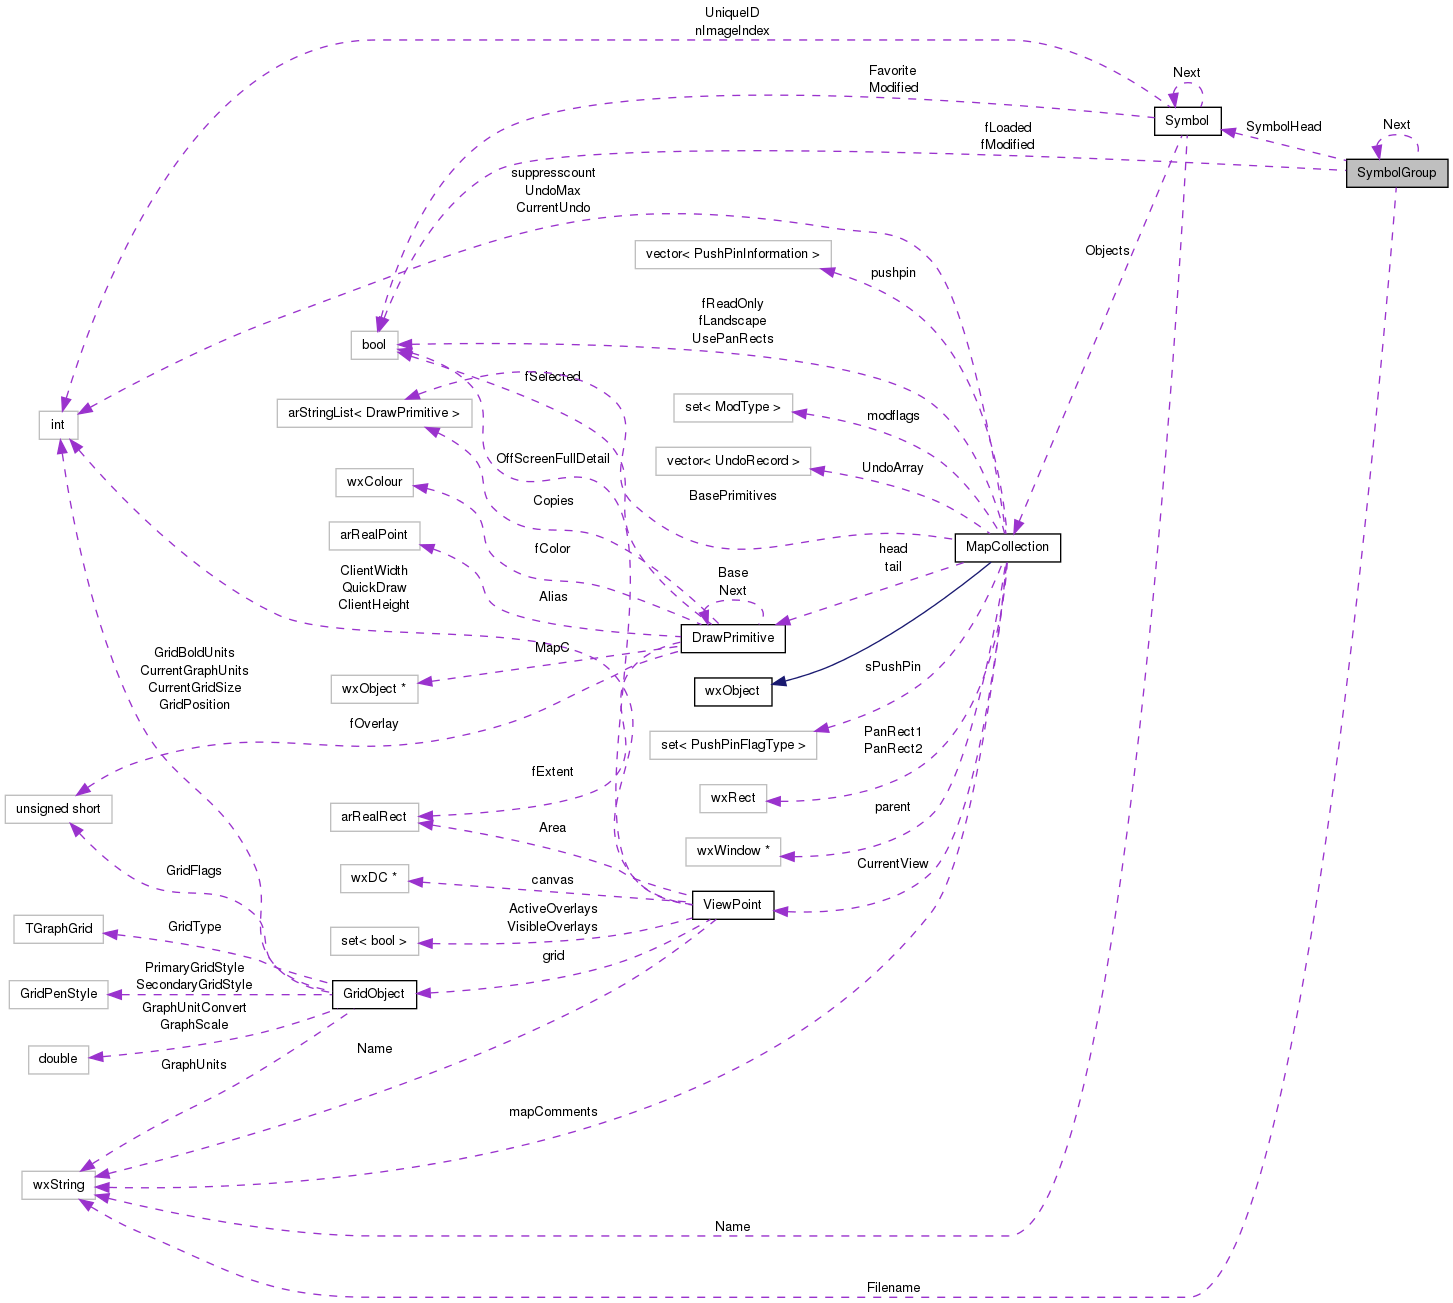 UniqueID
nImageIndex
Favorite
Modified
Next
Symbol
SymbolHead
Next
SymbolGroup
fLoaded
fModified
suppresscount
UndoMax
CurrentUndo
vector< PushPinInformation >
pushpin
Objects
fReadOnly
fLandscape
UsePanRects
bool
fSelected
arStringList< DrawPrimitive >
set< ModType >
modflags
int
OffScreenFullDetail
vector< UndoRecord >
UndoArray
wxColour
Copies
BasePrimitives
arRealPoint
fColor
MapCollection
head
tail
ClientWidth
QuickDraw
ClientHeight
Alias
Base
Next
DrawPrimitive
GridBoldUnits
CurrentGraphUnits
CurrentGridSize
GridPosition
MapC
wxObject *
wxObject
sPushPin
fOverlay
set< PushPinFlagType >
PanRect1
PanRect2
fExtent
unsigned short
arRealRect
wxRect
parent
Area
wxWindow *
CurrentView
GridFlags
wxDC *
canvas
ViewPoint
ActiveOverlays
VisibleOverlays
TGraphGrid
GridType
set< bool >
grid
PrimaryGridStyle
SecondaryGridStyle
GridPenStyle
GridObject
GraphUnitConvert
GraphScale
double
GraphUnits
Name
mapComments
wxString
Name
Filename